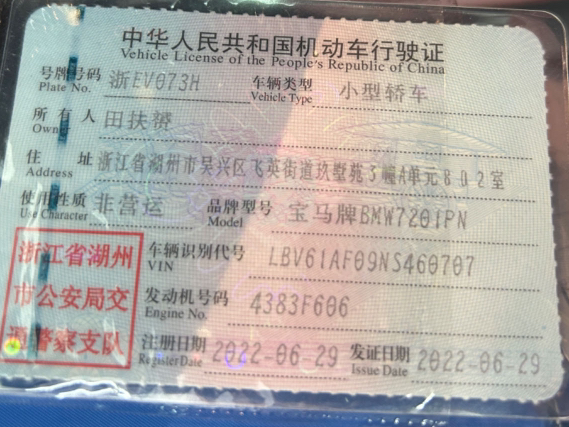 中华人民共和国机动车行驶证
Vehicle License of the People's Republic of China
号牌号码 Plate No. 浙EV073H 车辆类型 Vehicle Type 小型轿车
所有人 Owner 田扶赟
住址 Address 浙江省湖州市吴兴区飞英街道玖墅苑3幢A单元BD2室
使用性质 Use Character 非营运 品牌型号 Model 宝马牌BMW7201PN
浙江省湖州 车辆识别代号 VIN LBV61AF09NS460707
市公安局交 发动机号码 Engine No. 4383F606
通警察支队 注册日期 Register Date 2022-06-29 发证日期 Issue Date 2022-06-29